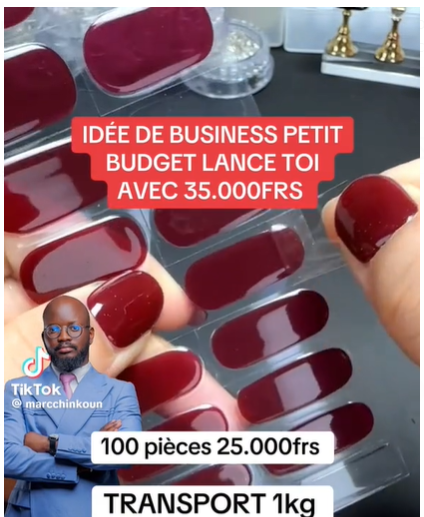 IDÉE DE BUSINESS PETIT
BUDGET LANCE TOI
AVEC 35.000FRS
TikTok
@marcchinkoun
100 pièces 25.000frs
TRANSPORT 1kg